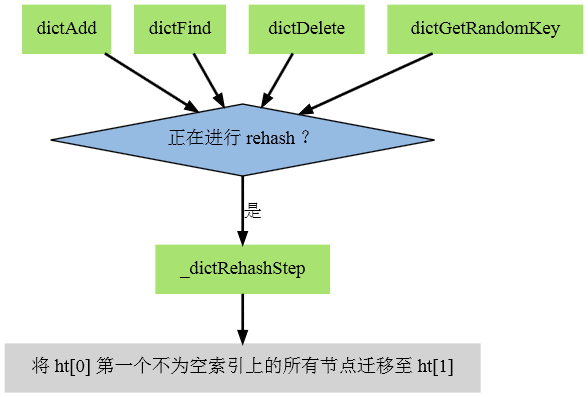 dictAdd
dictFind
dictDelete
dictGetRandomKey
正在进行 rehash ？
是
_dictRehashStep
将 ht[0] 第一个不为空索引上的所有节点迁移至 ht[1]